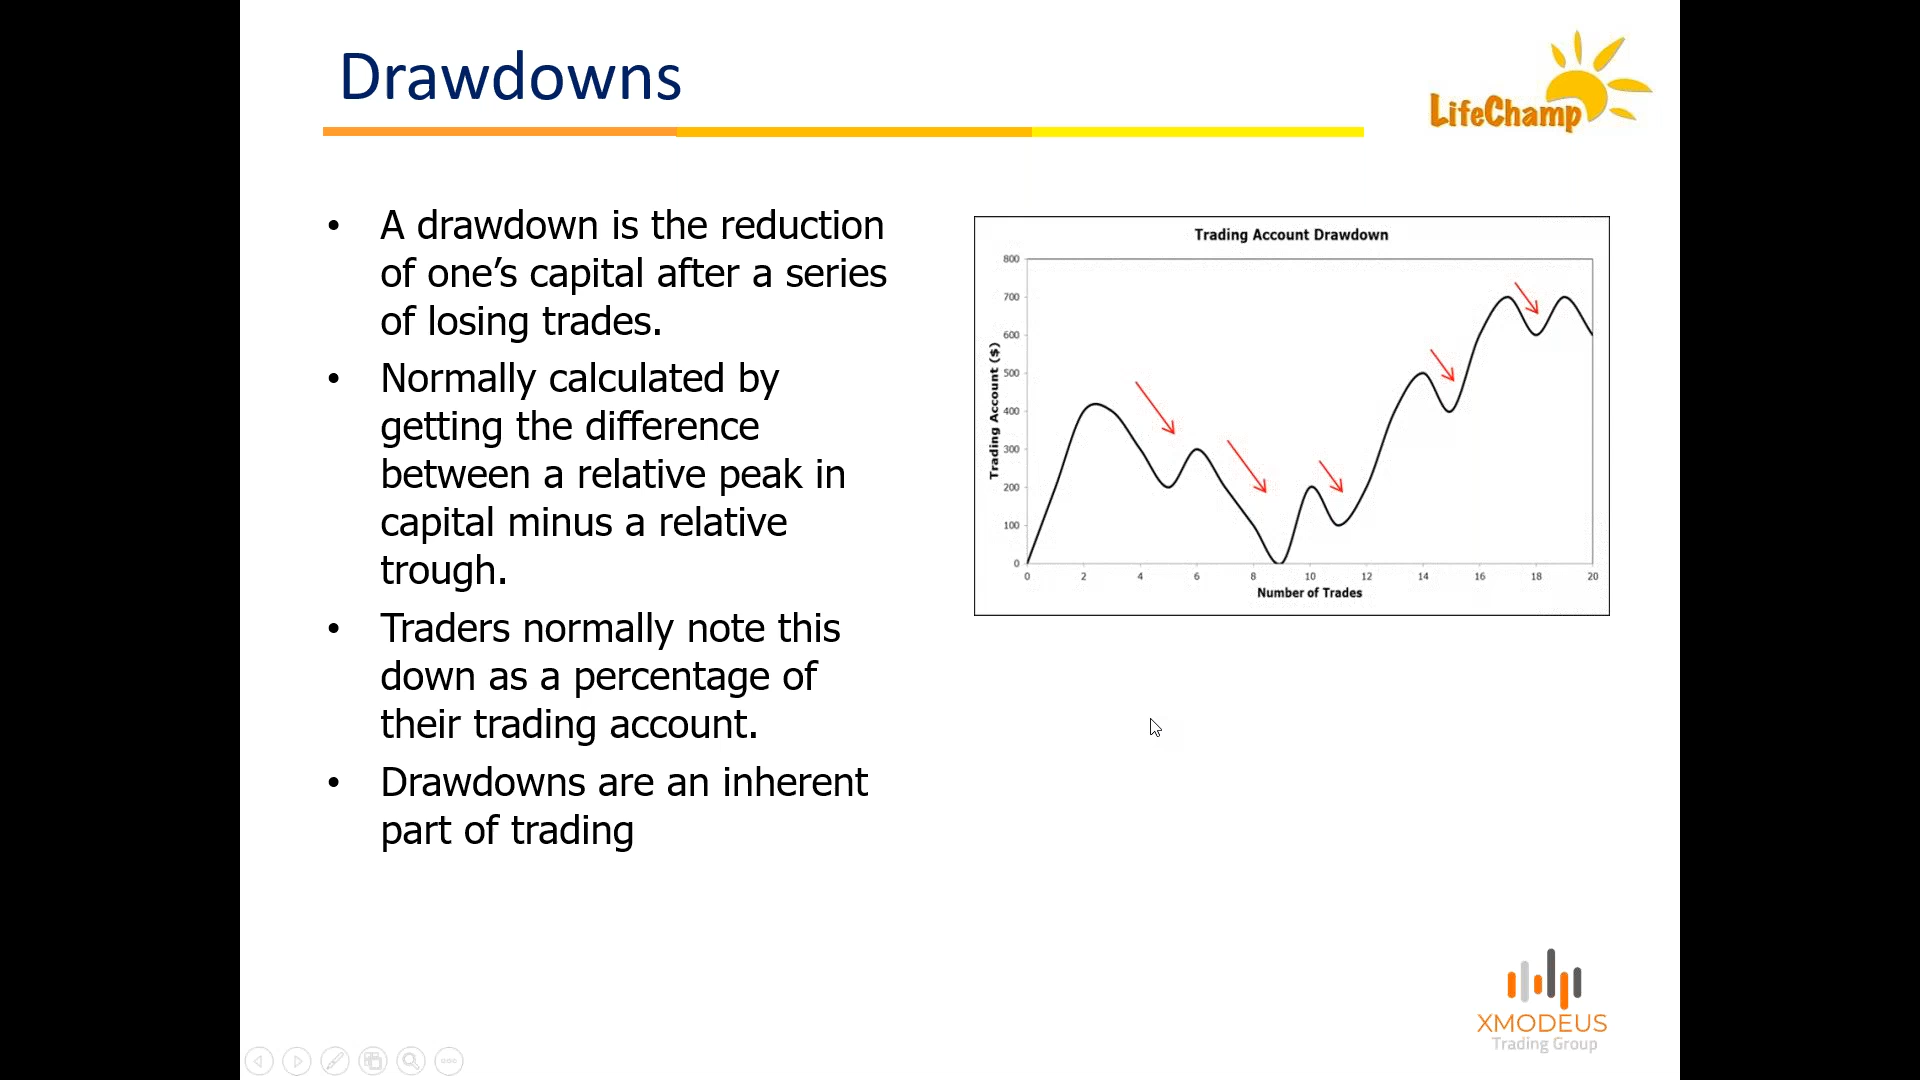 Drawdowns
LifeChamp
• A drawdown is the reduction
of one’s capital after a series
of losing trades.
• Normally calculated by
getting the difference
between a relative peak in
capital minus a relative
trough.
• Traders normally note this
down as a percentage of
their trading account.
• Drawdowns are an inherent
part of trading
Trading Account Drawdown
Trading Account ($)
800
700
600
500
400
300
200
100
0
0 2 4 6 8 10 12 14 16 18 20
Number of Trades
XMODEUS
Trading Group